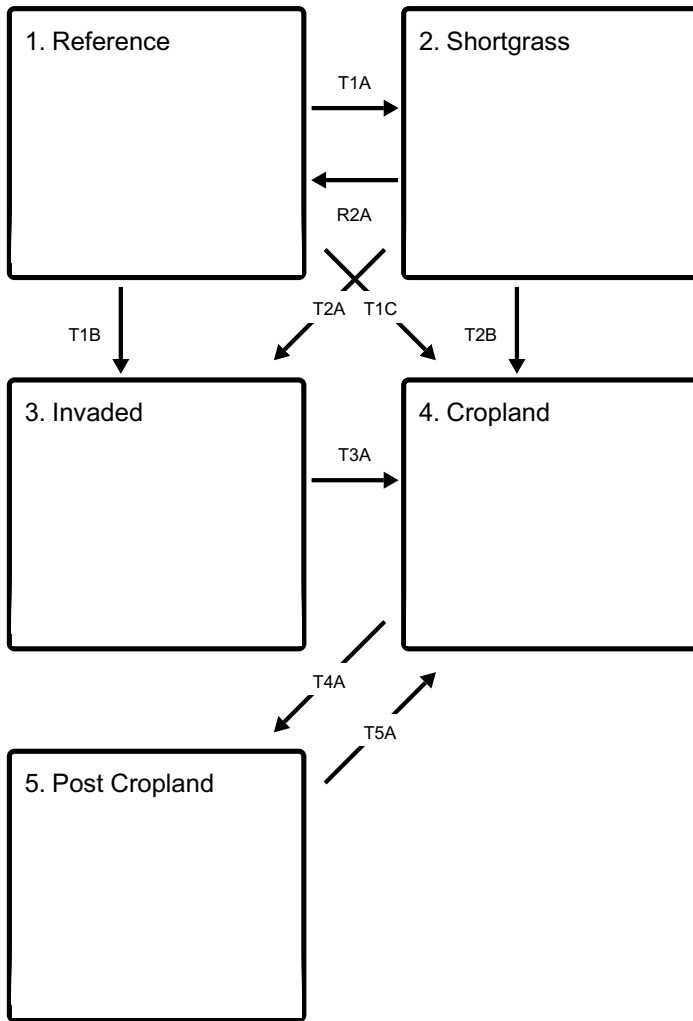 1. Reference
2. Shortgrass
T1A
R2A
T2A
T1C
T1B
T2B
3. Invaded
4. Cropland
T3A
T4A
T5A
5. Post Cropland